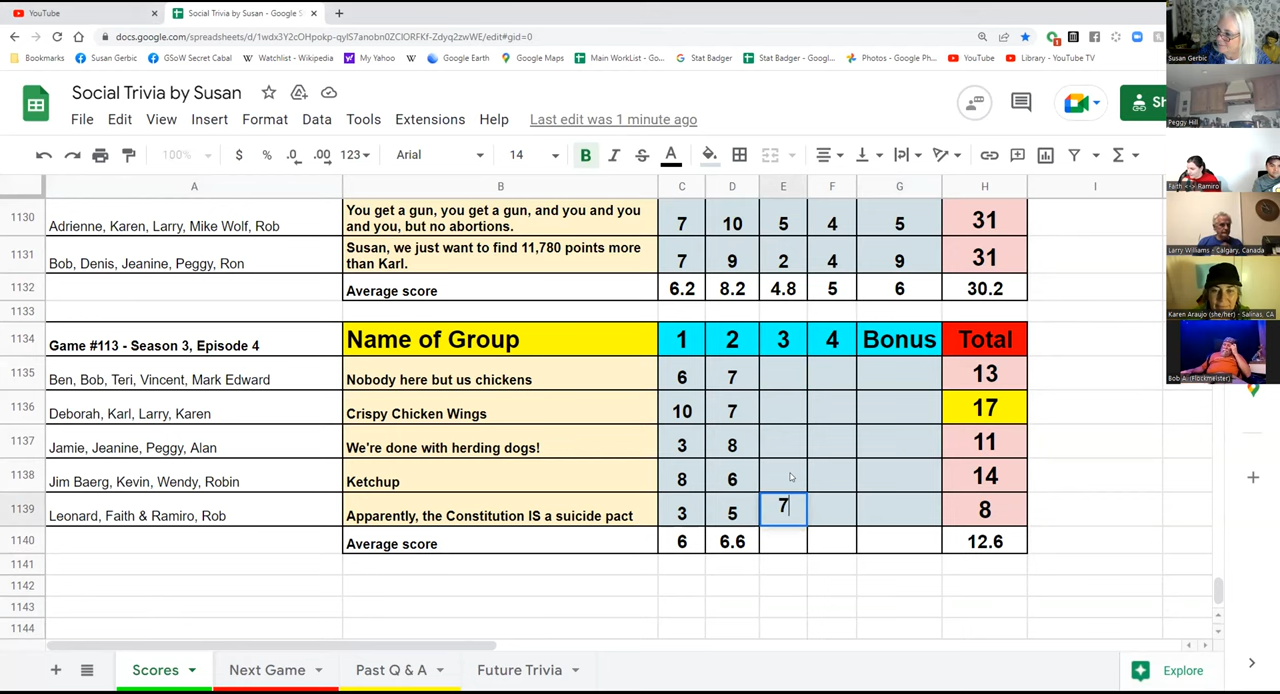 YouTube
Social Trivia by Susan - Google S
docs.google.com/spreadsheets/d/1wdx3Y2cOHpokp-qyIS7anobn0ZClORFKf-Zdyq2zwWE/edit#gid=0
Bookmarks Susan Gerbic GSoW Secret Cabal Watchlist - Wikipedia My Yahoo W Google Earth Google Maps Main WorkList - Go... Stat Badger Stat Badger - Googl... Photos - Google Ph... YouTube Library - YouTube TV
Social Trivia by Susan
File Edit View Insert Format Data Tools Extensions Help Last edit was 1 minute ago
Sh
100% $ % .0 .00 123 Arial 14 B I S A
A B C D E F G H I
1130 Adrienne, Karen, Larry, Mike Wolf, Rob You get a gun, you get a gun, and you and you and you, but no abortions. 7 10 5 4 5 31
1131 Bob, Denis, Jeanine, Peggy, Ron Susan, we just want to find 11,780 points more than Karl. 7 9 2 4 9 31
1132 Average score 6.2 8.2 4.8 5 6 30.2
1133
1134 Game #113 - Season 3, Episode 4 Name of Group 1 2 3 4 Bonus Total
1135 Ben, Bob, Teri, Vincent, Mark Edward Nobody here but us chickens 6 7 13
1136 Deborah, Karl, Larry, Karen Crispy Chicken Wings 10 7 17
1137 Jamie, Jeanine, Peggy, Alan We're done with herding dogs! 3 8 11
1138 Jim Baerg, Kevin, Wendy, Robin Ketchup 8 6 14
1139 Leonard, Faith & Ramiro, Rob Apparently, the Constitution IS a suicide pact 3 5 7 8
1140 Average score 6 6.6 12.6
1141
1142
1143
1144
Scores Next Game Past Q & A Future Trivia Explore
Susan Gerbic
Peggy Hill
Faith <-> Ramiro
Larry Williams - Calgary, Canada
Karen Araujo (she/her) - Salinas, CA
Bob A. (Flockmeister)